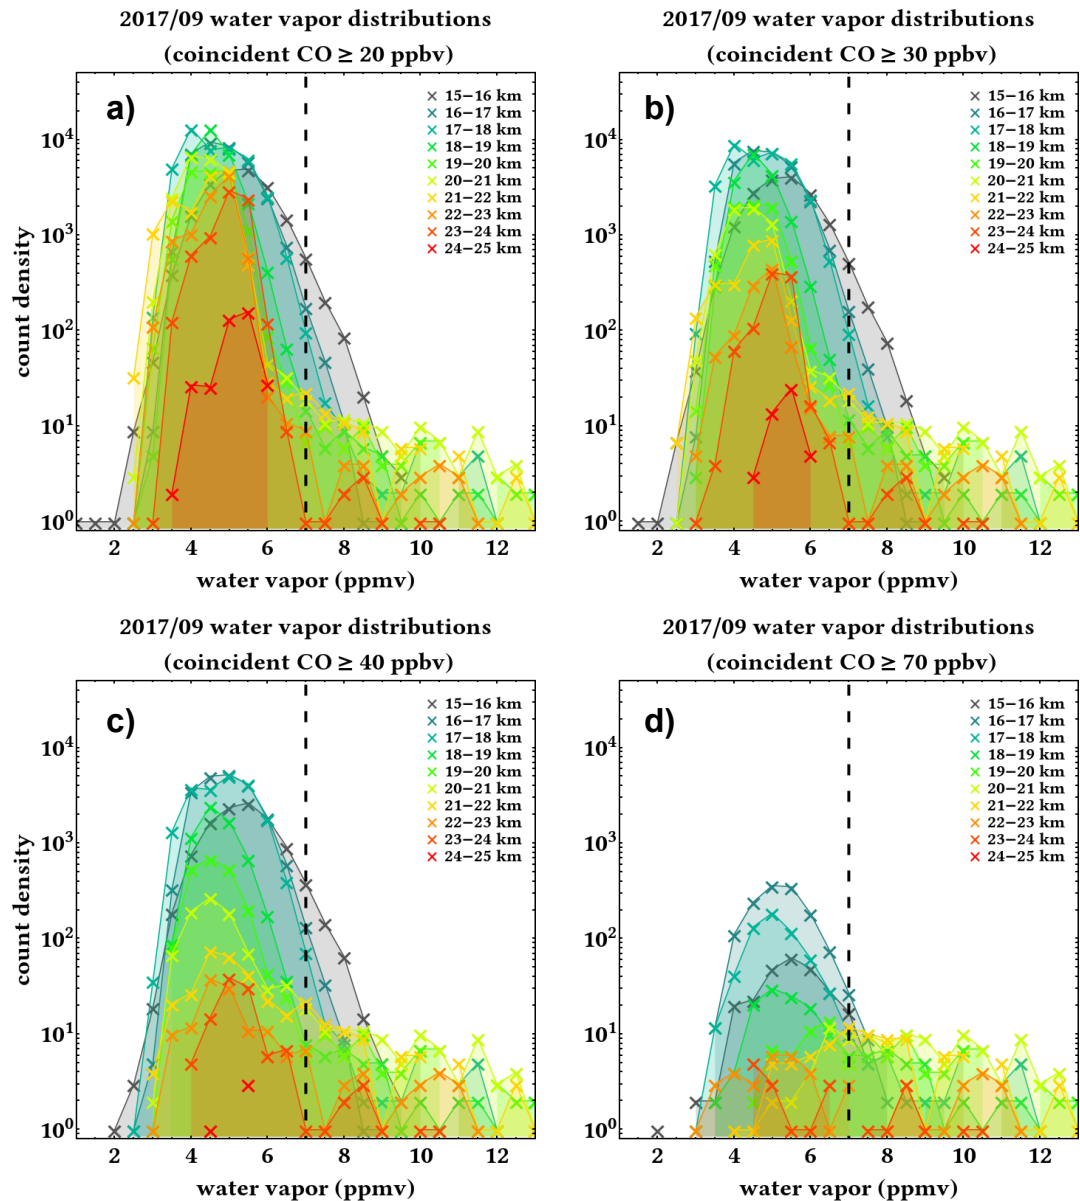 2017/09 water vapor distributions
(coincident CO ≥ 20 ppbv)
a)
15−16 km
16−17 km
17−18 km
18−19 km
19−20 km
20−21 km
21−22 km
22−23 km
23−24 km
24−25 km
10⁴
10³
10²
10¹
10⁰
count density
2 4 6 8 10 12
water vapor (ppmv)
2017/09 water vapor distributions
(coincident CO ≥ 30 ppbv)
b)
15−16 km
16−17 km
17−18 km
18−19 km
19−20 km
20−21 km
21−22 km
22−23 km
23−24 km
24−25 km
10⁴
10³
10²
10¹
10⁰
2 4 6 8 10 12
water vapor (ppmv)
2017/09 water vapor distributions
(coincident CO ≥ 40 ppbv)
c)
15−16 km
16−17 km
17−18 km
18−19 km
19−20 km
20−21 km
21−22 km
22−23 km
23−24 km
24−25 km
10⁴
10³
10²
10¹
10⁰
count density
2 4 6 8 10 12
water vapor (ppmv)
2017/09 water vapor distributions
(coincident CO ≥ 70 ppbv)
d)
15−16 km
16−17 km
17−18 km
18−19 km
19−20 km
20−21 km
21−22 km
22−23 km
23−24 km
24−25 km
10⁴
10³
10²
10¹
10⁰
2 4 6 8 10 12
water vapor (ppmv)